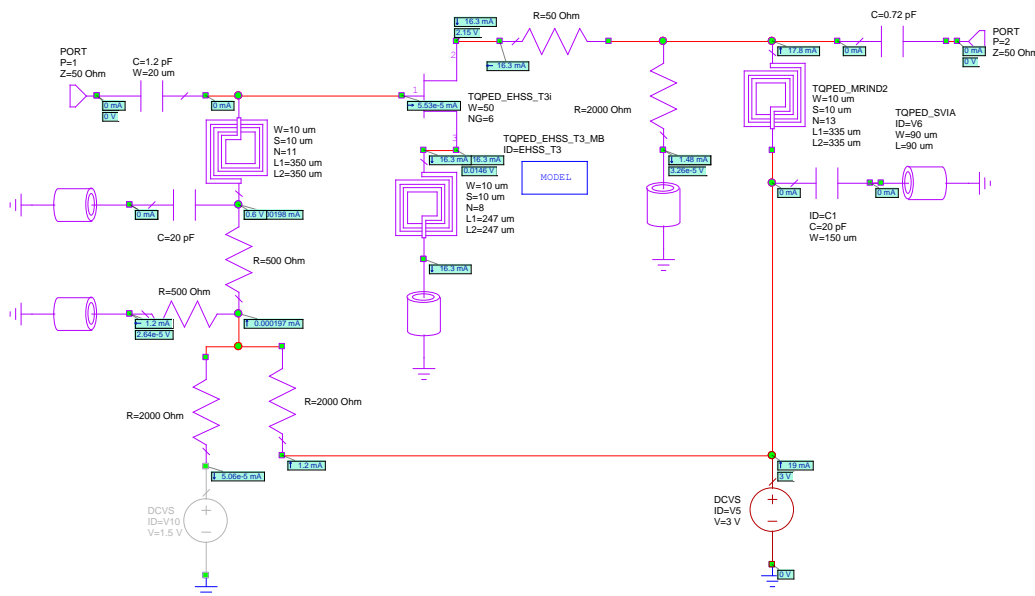 16.3 mA
2.15 V
R=50 Ohm
C=0.72 pF
PORT
P=2
Z=50 Ohm
2
16.3 mA
17.8 mA
0 mA
0 mA
0 V
PORT
P=1
Z=50 Ohm
C=1.2 pF
W=20 um
0 mA
0 V
0 mA
1
5.53e-5 mA
TQPED_EHSS_T3i
W=50
NG=6
3
R=2000 Ohm
TQPED_MRIND2
W=10 um
S=10 um
N=13
L1=335 um
L2=335 um
TQPED_SVIA
ID=V6
W=90 um
L=90 um
W=10 um
S=10 um
N=11
L1=350 um
L2=350 um
TQPED_EHSS_T3_MB
ID=EHSS_T3
16.3 mA
16.3 mA
0.0146 V
MODEL
1.48 mA
3.26e-5 V
W=10 um
S=10 um
N=8
L1=247 um
L2=247 um
0 mA
0 mA
ID=C1
C=20 pF
W=150 um
0 mA
0.6 V
C=20 pF
R=500 Ohm
16.3 mA
R=500 Ohm
1.2 mA
2.64e-5 V
0.000197 mA
R=2000 Ohm
R=2000 Ohm
5.06e-5 mA
1.2 mA
19 mA
3 V
DCVS
ID=V10
V=1.5 V
DCVS
ID=V5
V=3 V
0 V